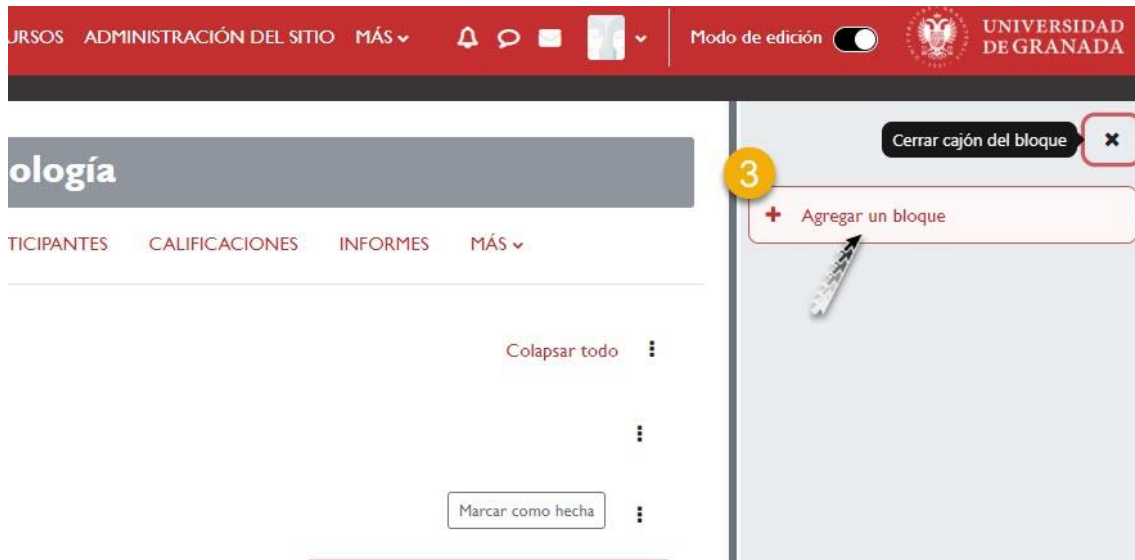 URSOS ADMINISTRACIÓN DEL SITIO MÁS Modo de edición UNIVERSIDAD
DE GRANADA
Cerrar cajón del bloque
ología
3
Agregar un bloque
TICIPANTES CALIFICACIONES INFORMES MÁS
Colapsar todo
Marcar como hecha